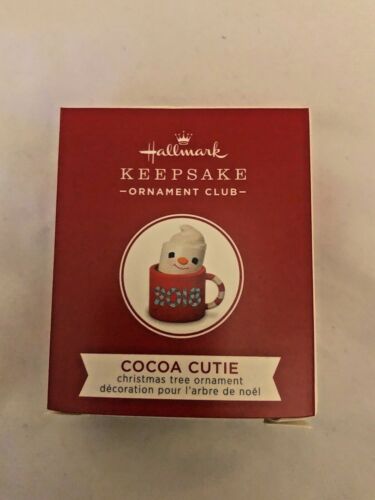 Hallmark
KEEPSAKE
–ORNAMENT CLUB–
2018
COCOA CUTIE
christmas tree ornament
décoration pour l'arbre de noël